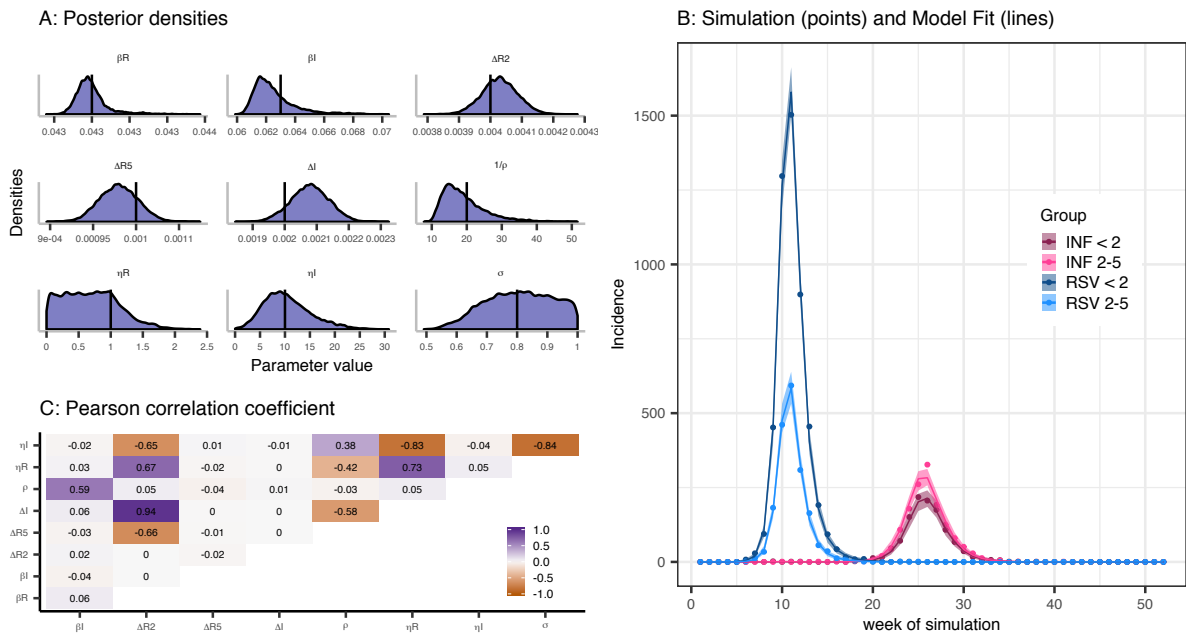 A: Posterior densities
βR
βI
ΔR2
0.043 0.043 0.043 0.043 0.044
0.06 0.062 0.064 0.066 0.068 0.07
0.0038 0.0039 0.004 0.0041 0.0042 0.0043
ΔR5
ΔI
1/ρ
9e-04 0.00095 0.001 0.0011
0.0019 0.002 0.0021 0.0022 0.0023
10 20 30 40 50
ηR
ηI
σ
0 0.5 1 1.5 2 2.5
0 5 10 15 20 25 30
0.5 0.6 0.7 0.8 0.9 1
Densities
Parameter value
B: Simulation (points) and Model Fit (lines)
Incidence
1500
1000
500
0
0 10 20 30 40 50
week of simulation
Group
INF < 2
INF 2-5
RSV < 2
RSV 2-5
C: Pearson correlation coefficient
ηI -0.02 -0.65 0.01 -0.01 0.38 -0.83 -0.04 -0.84
ηR 0.03 0.67 -0.02 0 -0.42 0.73 0.05
ρ 0.59 0.05 -0.04 0.01 -0.03 0.05
ΔI 0.06 0.94 0 0 -0.58
ΔR5 -0.03 -0.66 -0.01 0
ΔR2 0.02 0 -0.02
βI -0.04 0
βR 0.06
βI ΔR2 ΔR5 ΔI ρ ηR ηI σ
1.0
0.5
0.0
-0.5
-1.0